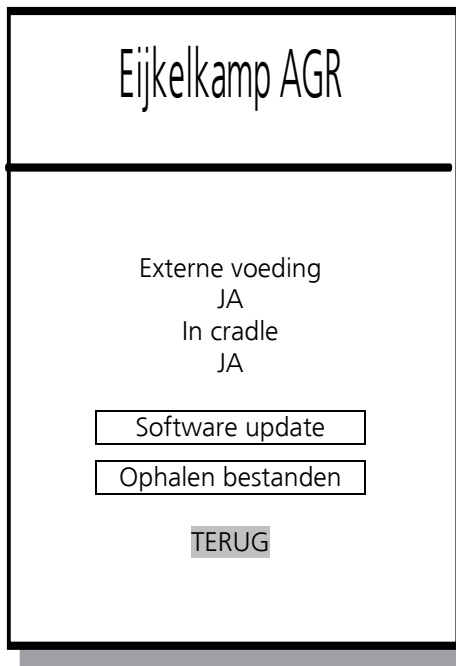 Eijkelkamp AGR
Externe voeding
JA
In cradle
JA
Software update
Ophalen bestanden
TERUG